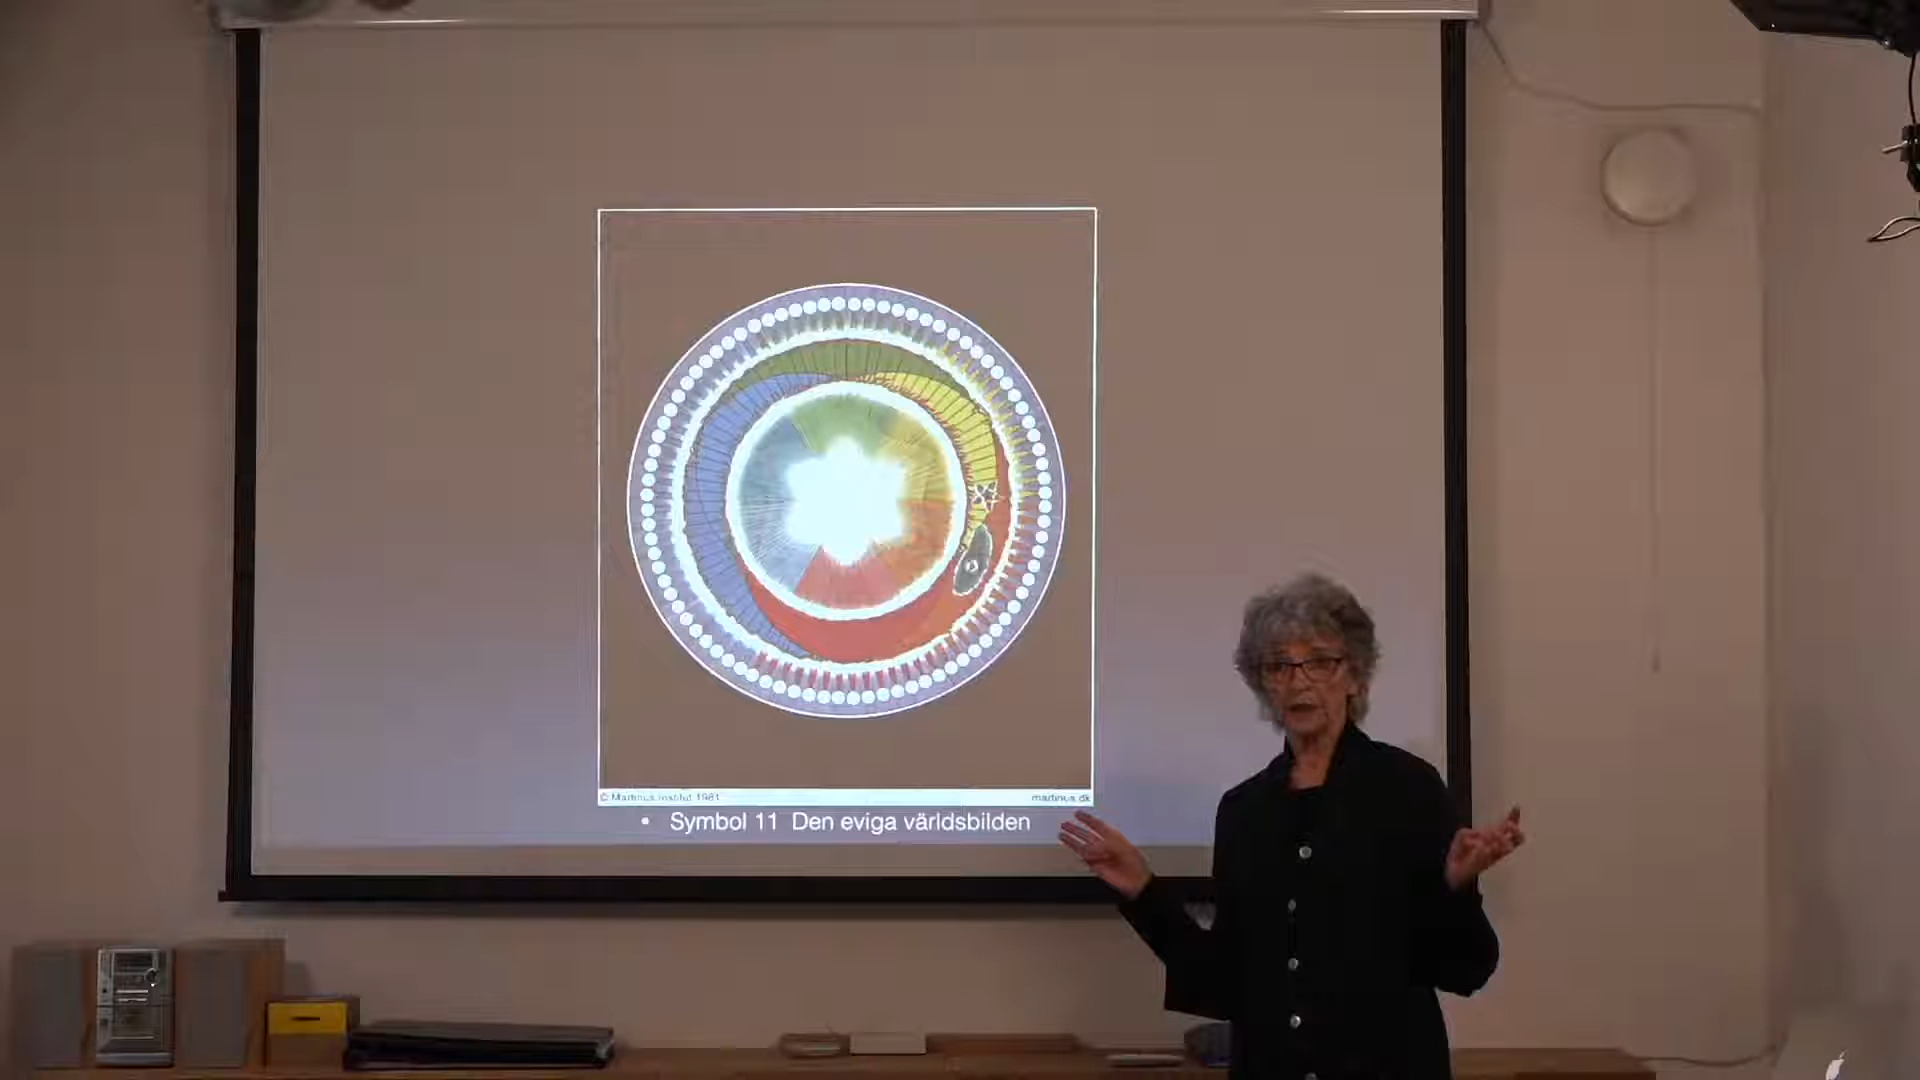 © Martinus Institut 1981
martinus.dk
• Symbol 11 Den eviga världsbilden